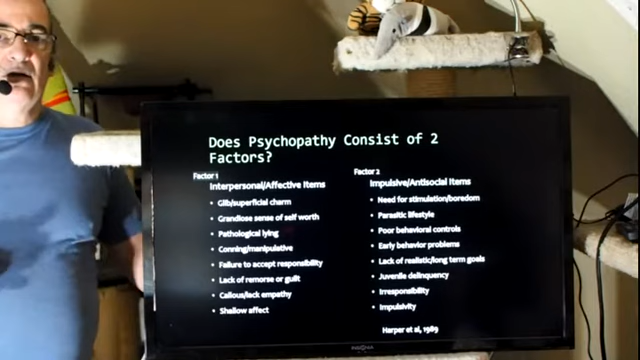 Does Psychopathy Consist of 2
Factors?
Factor 1
Interpersonal/Affective Items
• Glib/superficial charm
• Grandiose sense of self worth
• Pathological lying
• Conning/manipulative
• Failure to accept responsibility
• Lack of remorse or guilt
• Callous/lack empathy
• Shallow affect
Factor 2
Impulsive/Antisocial Items
• Need for stimulation/boredom
• Parasitic lifestyle
• Poor behavioral controls
• Early behavior problems
• Lack of realistic/long term goals
• Juvenile delinquency
• Irresponsibility
• Impulsivity
Harper et al, 1989
INSIGNIA